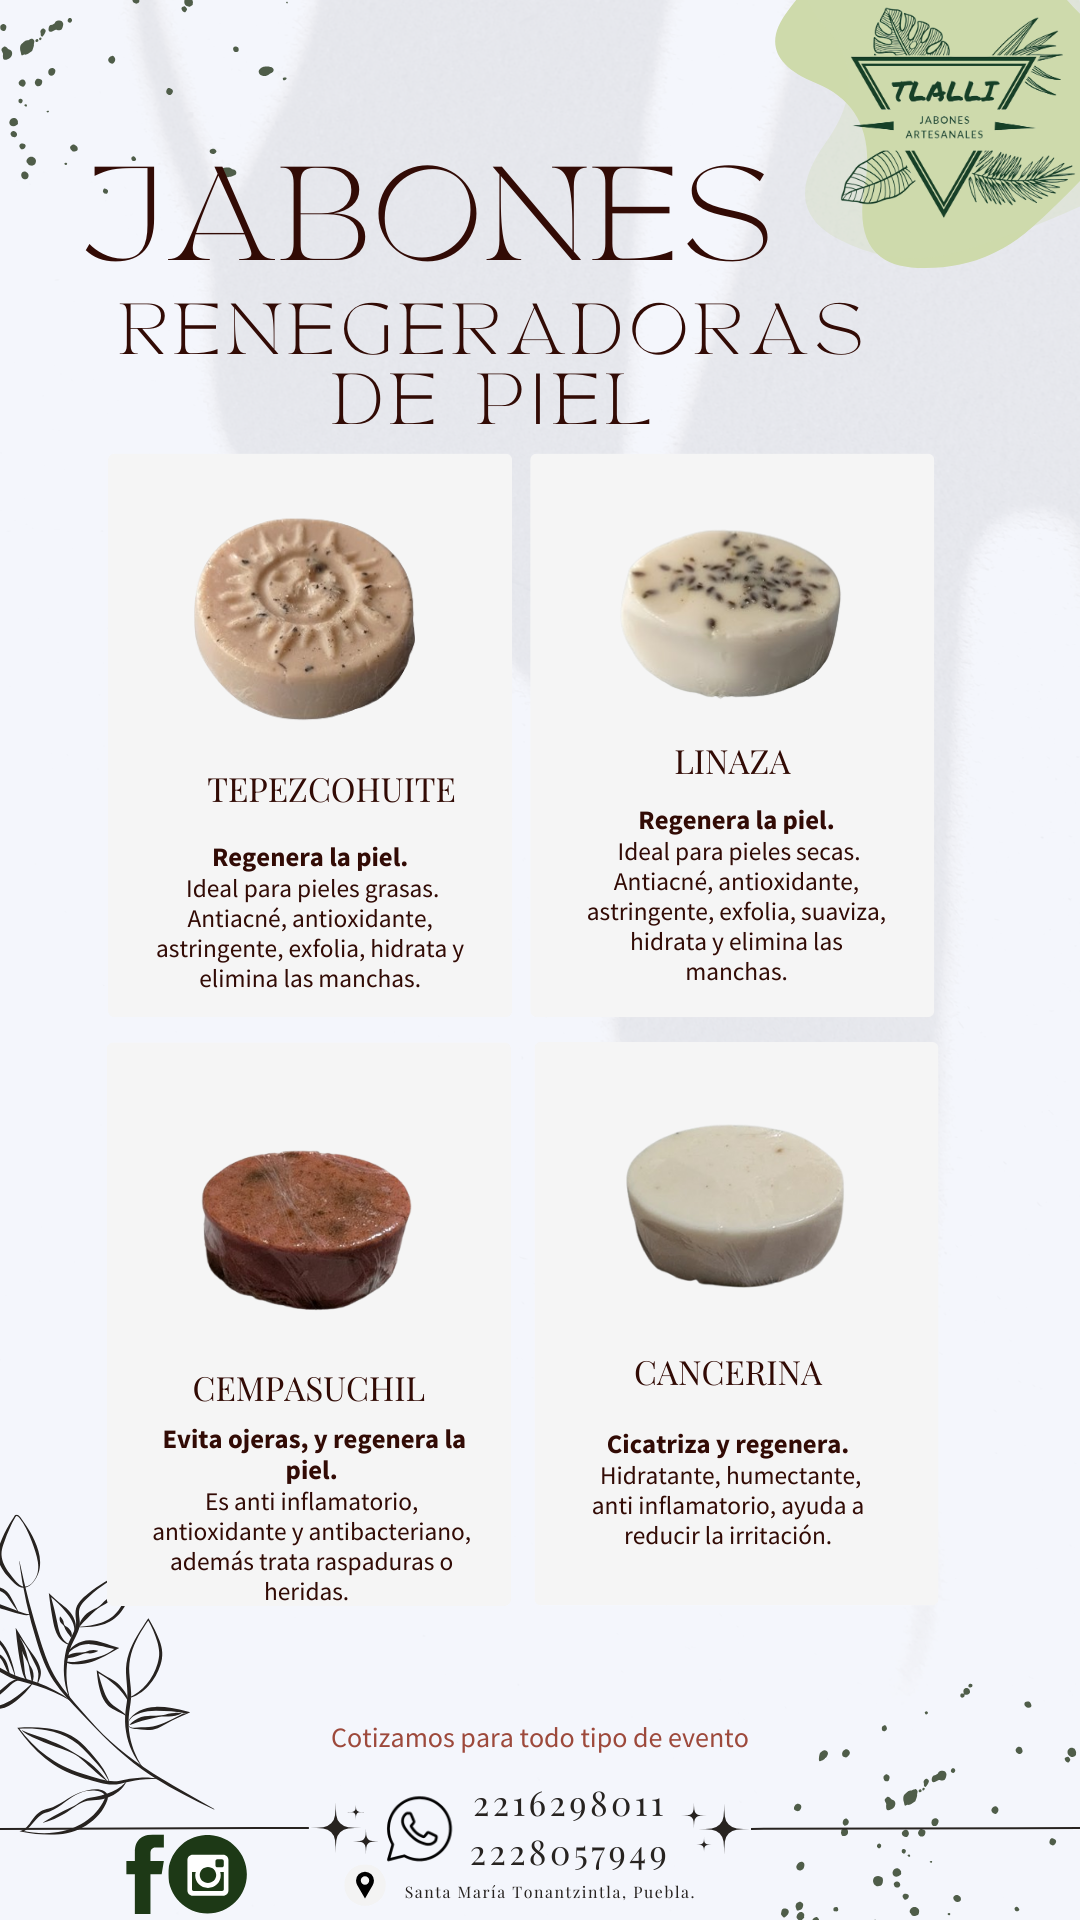 TLALLI
JABONES
ARTESANALES
JABONES
RENEGERADORAS
DE PIEL
TEPEZCOHUITE
Regenera la piel.
Ideal para pieles grasas.
Antiacné, antioxidante,
astringente, exfolia, hidrata y
elimina las manchas.
LINAZA
Regenera la piel.
Ideal para pieles secas.
Antiacné, antioxidante,
astringente, exfolia, suaviza,
hidrata y elimina las
manchas.
CEMPASUCHIL
Evita ojeras, y regenera la
piel.
Es anti inflamatorio,
antioxidante y antibacteriano,
además trata raspaduras o
heridas.
CANCERINA
Cicatriza y regenera.
Hidratante, humectante,
anti inflamatorio, ayuda a
reducir la irritación.
Cotizamos para todo tipo de evento
2216298011
2228057949
Santa María Tonantzintla, Puebla.